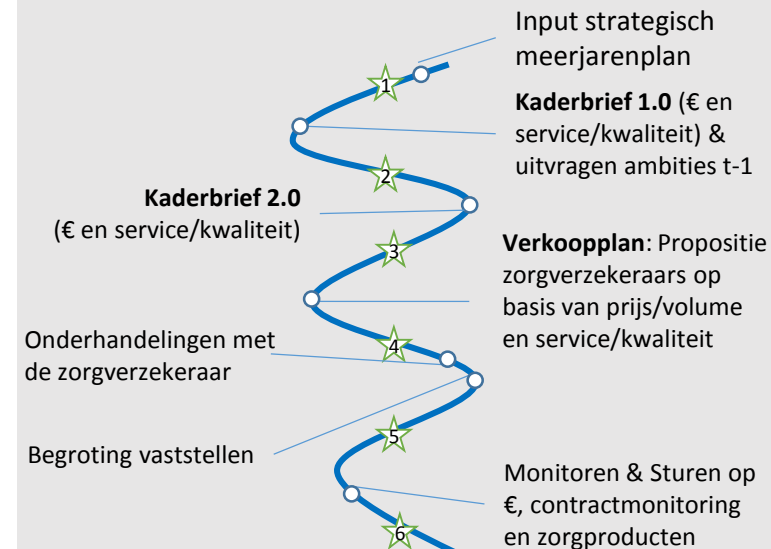 Input strategisch
meerjarenplan
1
Kaderbrief 1.0 (€ en
service/kwaliteit) &
uitvragen ambities t-1
2
Kaderbrief 2.0
(€ en service/kwaliteit)
3
Verkoopplan: Propositie
zorgverzekeraars op
basis van prijs/volume
en service/kwaliteit
Onderhandelingen met
de zorgverzekeraar
4
5
Begroting vaststellen
Monitoren & Sturen op
€, contractmonitoring
en zorgproducten
6